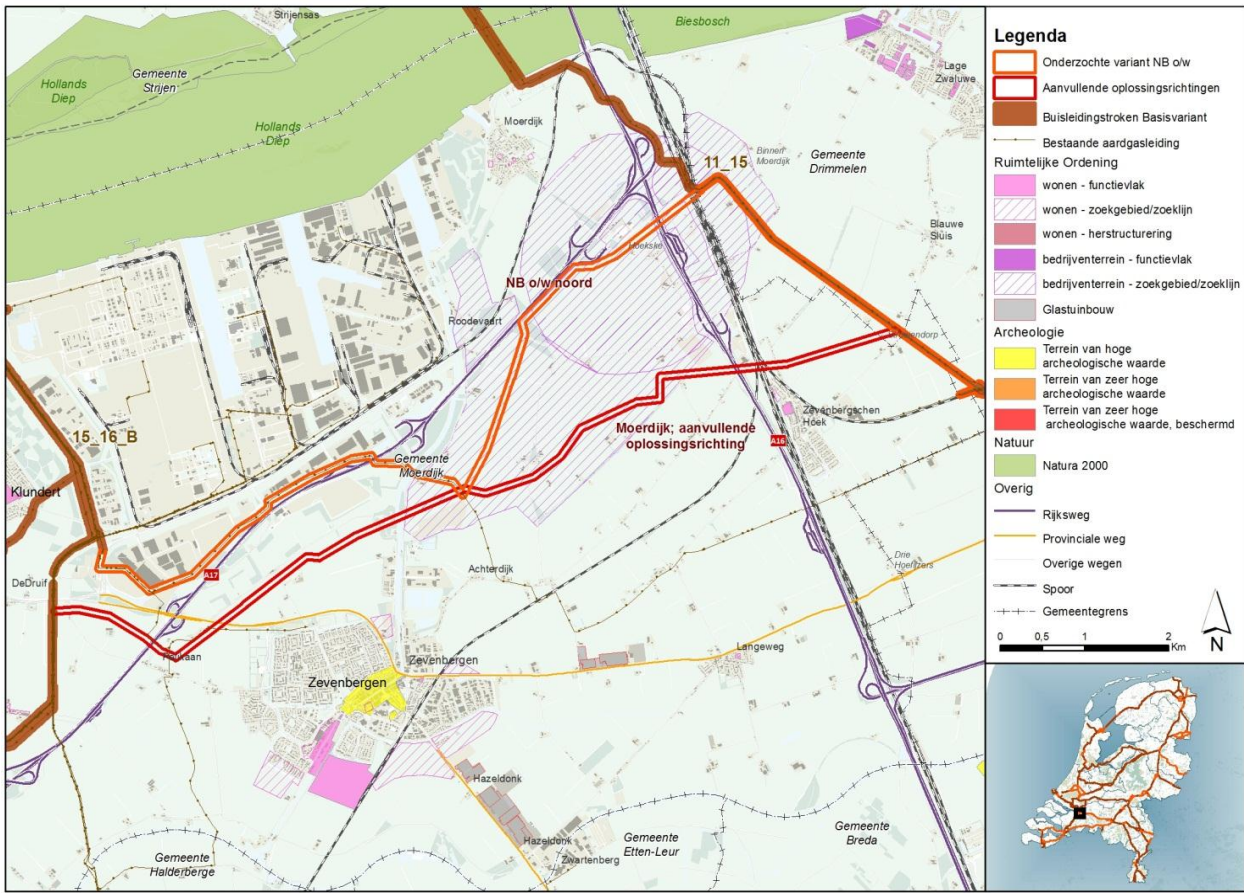 Strijensas
Biesbosch
Gemeente
Strijen
Hollands
Diep
Hollands
Diep
Lage
Zwaluwe
Moerdijk
Binnen
Moerdijk
Gemeente
Drimmelen
11_15
Blauwe
Sluis
Hoekske
NB o/w noord
Roodevaart
Zevenbergschen
Hoek
Moerdijk; aanvullende
oplossingsrichting
A16
15_16_B
Gemeente
Moerdijk
Klundert
Drie
Hoefijzers
DeDruif
A17
Achterdijk
Langeweg
Zevenbergen
Zevenbergen
Hazeldonk
Hazeldonk
Zwartenberg
Gemeente
Etten-Leur
Gemeente
Breda
Gemeente
Halderberge
Legenda
Onderzochte variant NB o/w
Aanvullende oplossingsrichtingen
Buisleidingstroken Basisvariant
Bestaande aardgasleiding
Ruimtelijke Ordening
wonen - functievlak
wonen - zoekgebied/zoeklijn
wonen - herstructurering
bedrijventerrein - functievlak
bedrijventerrein - zoekgebied/zoeklijn
Glastuinbouw
Archeologie
Terrein van hoge
archeologische waarde
Terrein van zeer hoge
archeologische waarde
Terrein van zeer hoge
archeologische waarde, beschermd
Natuur
Natura 2000
Overig
Rijksweg
Provinciale weg
Overige wegen
Spoor
Gemeentegrens
0 0,5 1 2
Km
N